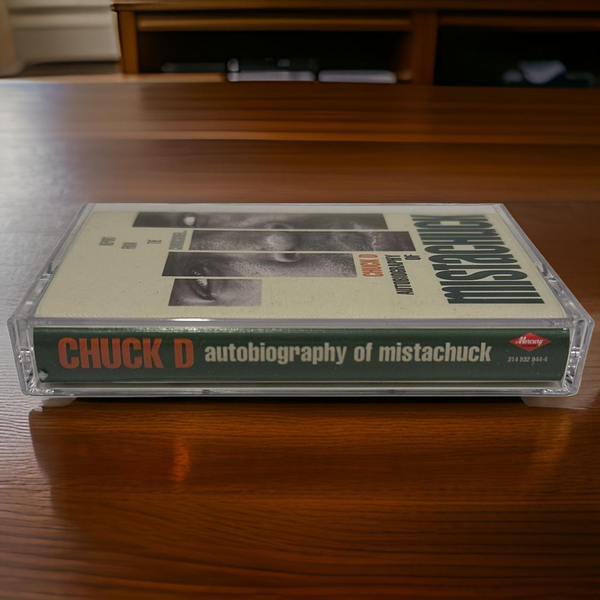 CHUCK D
AUTOBIOGRAPHY
OF
mistachuck
CHUCK D autobiography of mistachuck
Mercury
314 532 944-4